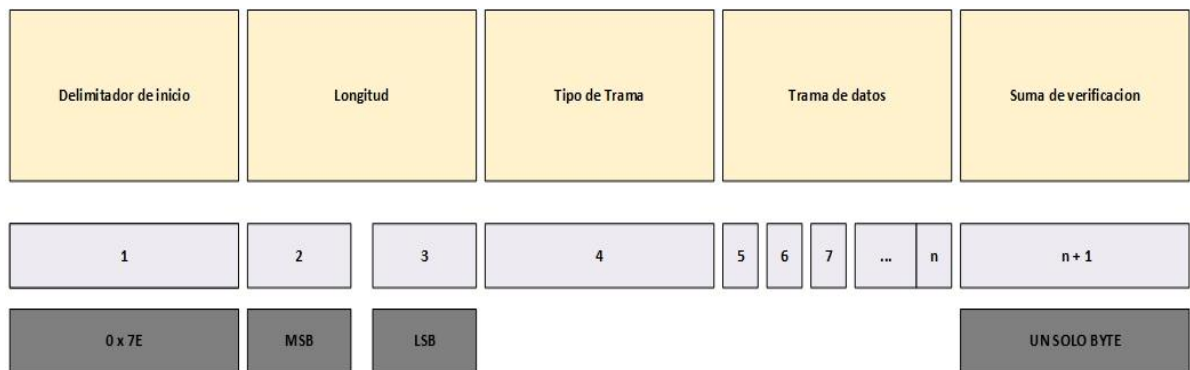 Delimitador de inicio
Longitud
Tipo de Trama
Trama de datos
Suma de verificacion
1
2
3
4
5
6
7
...
n
n + 1
0 x 7E
MSB
LSB
UN SOLO BYTE